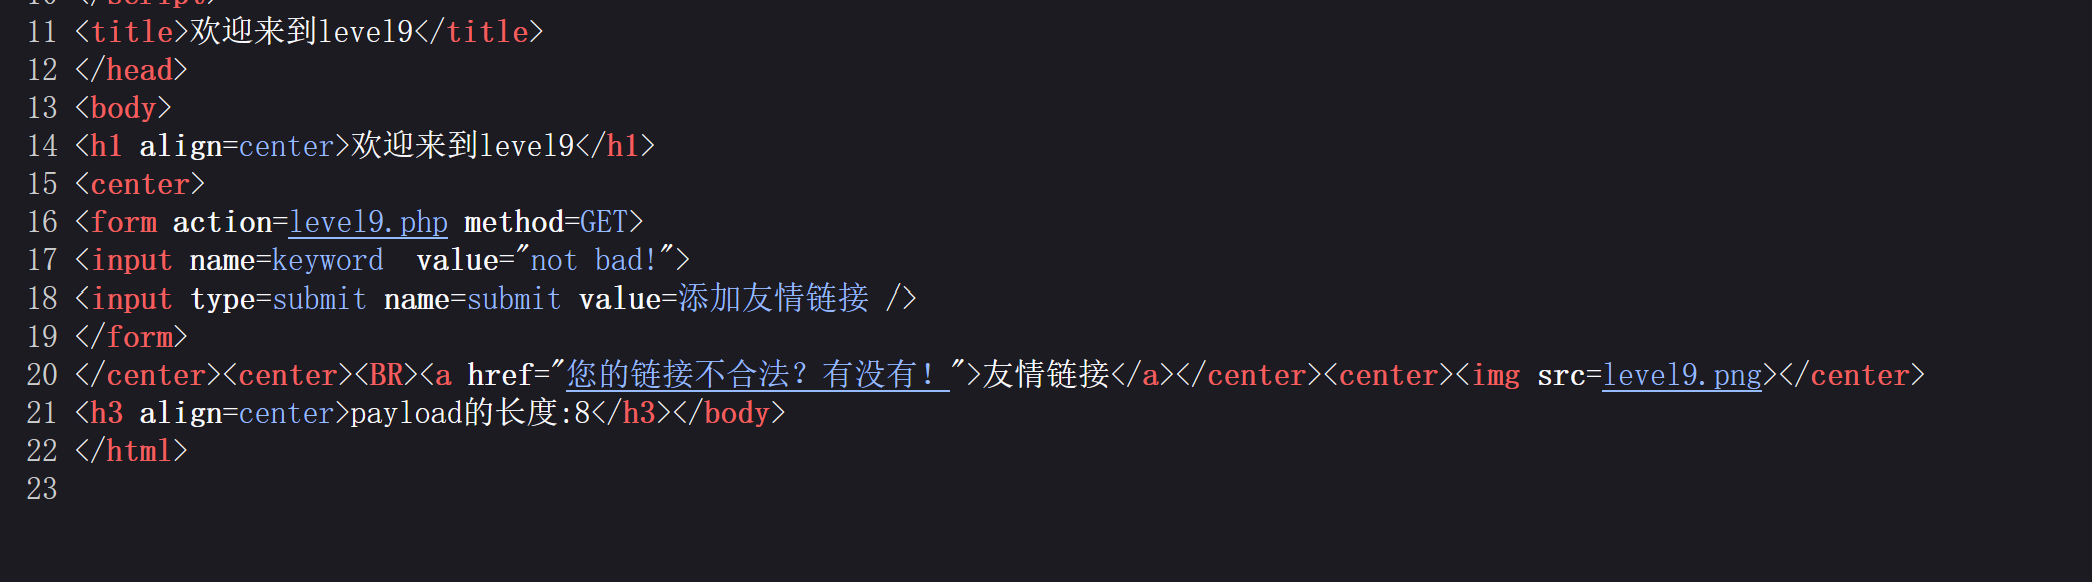 11 <title>欢迎来到level9</title>
12 </head>
13 <body>
14 <h1 align=center>欢迎来到level9</h1>
15 <center>
16 <form action=level9.php method=GET>
17 <input name=keyword  value="not bad!">
18 <input type=submit name=submit value=添加友情链接 />
19 </form>
20 </center><center><BR><a href="您的链接不合法？有没有！">友情链接</a></center><center><img src=level9.png></center>
21 <h3 align=center>payload的长度:8</h3></body>
22 </html>
23